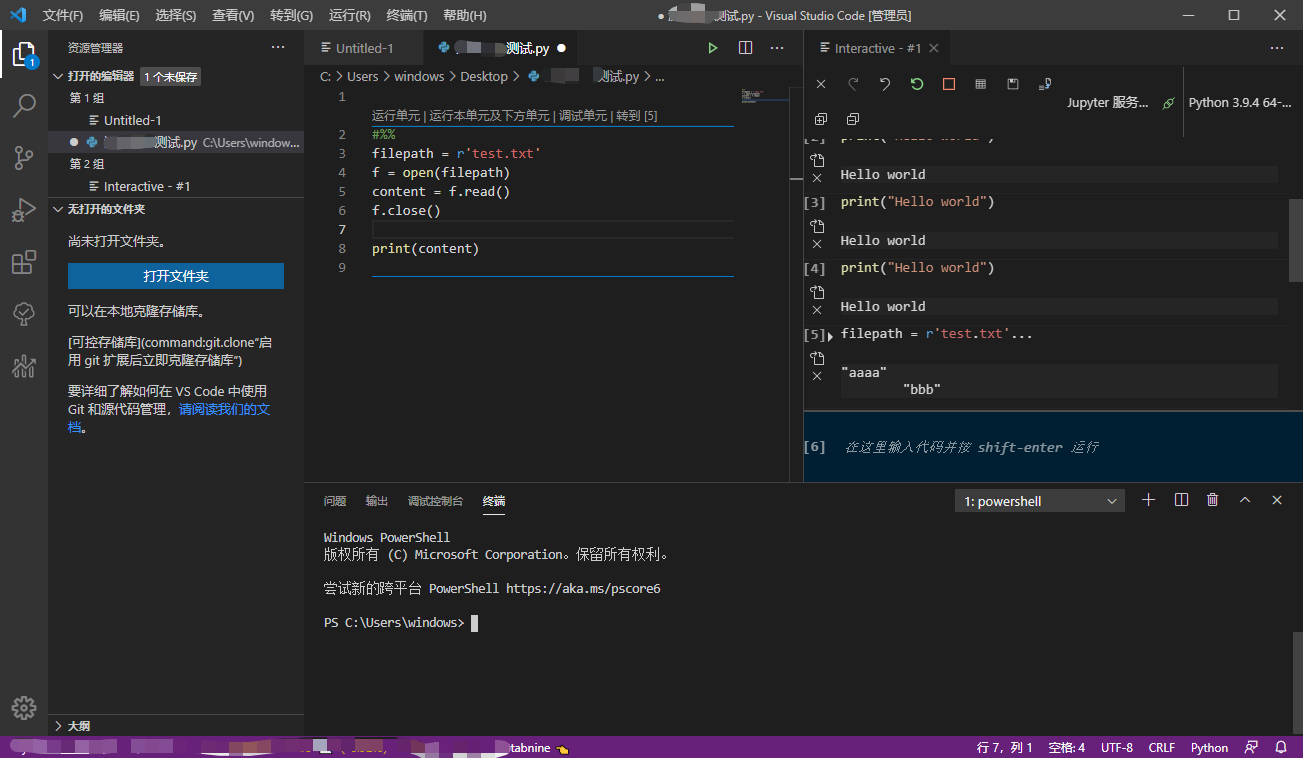 文件(F) 编辑(E) 选择(S) 查看(V) 转到(G) 运行(R) 终端(T) 帮助(H) ● 测试.py - Visual Studio Code [管理员]
资源管理器
打开的编辑器 1 个未保存
第 1 组
Untitled-1
● 测试.py C:\Users\window...
第 2 组
Interactive - #1
无打开的文件夹
尚未打开文件夹。
打开文件夹
可以在本地克隆存储库。
[可控存储库](command:git.clone“启
用 git 扩展后立即克隆存储库”)
要详细了解如何在 VS Code 中使用
Git 和源代码管理，请阅读我们的文
档。
大纲
1
Untitled-1 测试.py ●
C: > Users > windows > Desktop > 测试.py > ...
1
运行单元 | 运行本单元及下方单元 | 调试单元 | 转到 [5]
2 #%%
3 filepath = r'test.txt'
4 f = open(filepath)
5 content = f.read()
6 f.close()
7
8 print(content)
9
Interactive - #1
Jupyter 服务... Python 3.9.4 64-...
Hello world
[3] print("Hello world")
Hello world
[4] print("Hello world")
Hello world
[5] filepath = r'test.txt'...
"aaaa"
"bbb"
[6] 在这里输入代码并按 shift-enter 运行
问题 输出 调试控制台 终端 1: powershell
Windows PowerShell
版权所有 (C) Microsoft Corporation。保留所有权利。
尝试新的跨平台 PowerShell https://aka.ms/pscore6
PS C:\Users\windows>
tabnine 行 7，列 1 空格: 4 UTF-8 CRLF Python